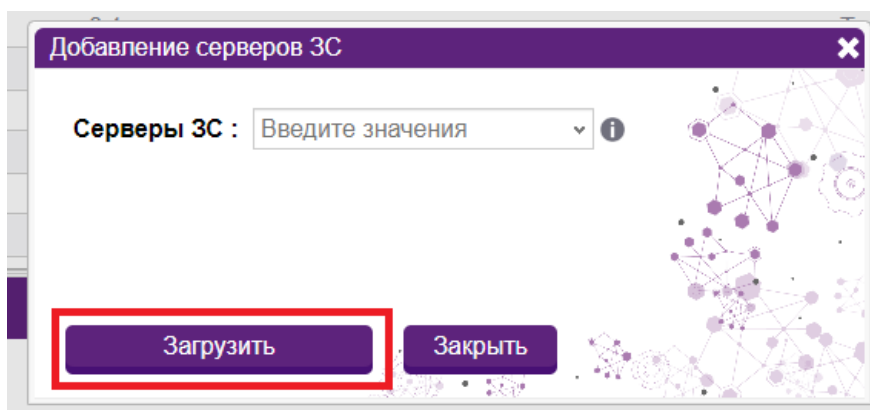 Добавление серверов ЗС
Серверы ЗС :
Введите значения
Загрузить
Закрыть